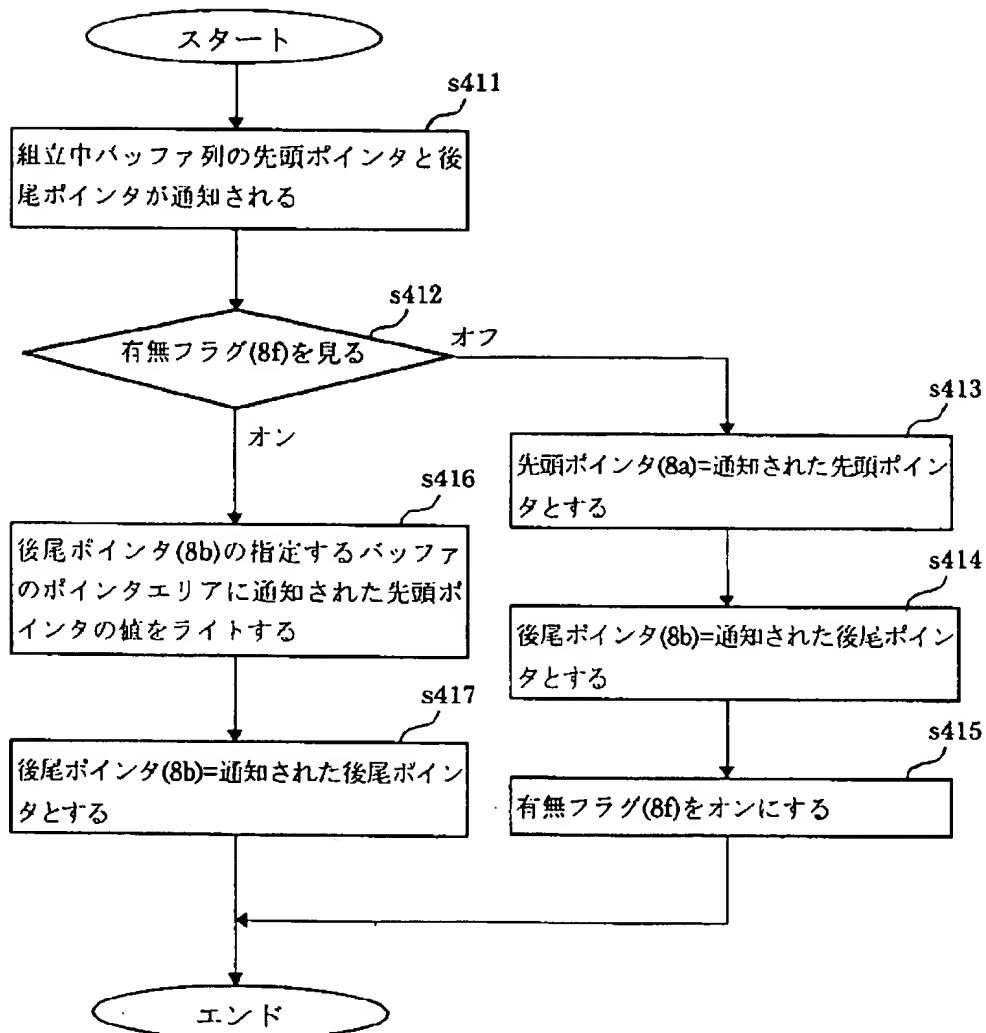 スタート
s411
組立中バッファ列の先頭ポインタと後
尾ポインタが通知される
s412
有無フラグ(8f)を見る
オフ
オン
s413
先頭ポインタ(8a)=通知された先頭ポイン
タとする
s416
後尾ポインタ(8b)の指定するバッファ
のポインタエリアに通知された先頭ポ
インタの値をライトする
s414
後尾ポインタ(8b)=通知された後尾ポイン
タとする
s417
後尾ポインタ(8b)=通知された後尾ポイン
タとする
s415
有無フラグ(8f)をオンにする
エンド